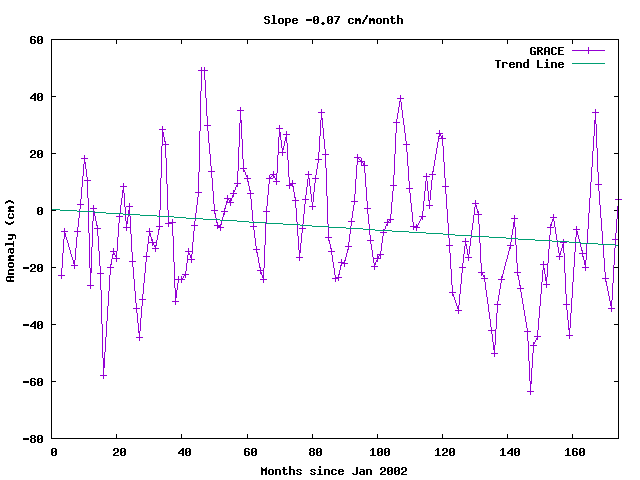 Slope -0.07 cm/month
GRACE
Trend Line
60
40
20
0
-20
-40
-60
-80
Anomaly (cm)
0 20 40 60 80 100 120 140 160
Months since Jan 2002